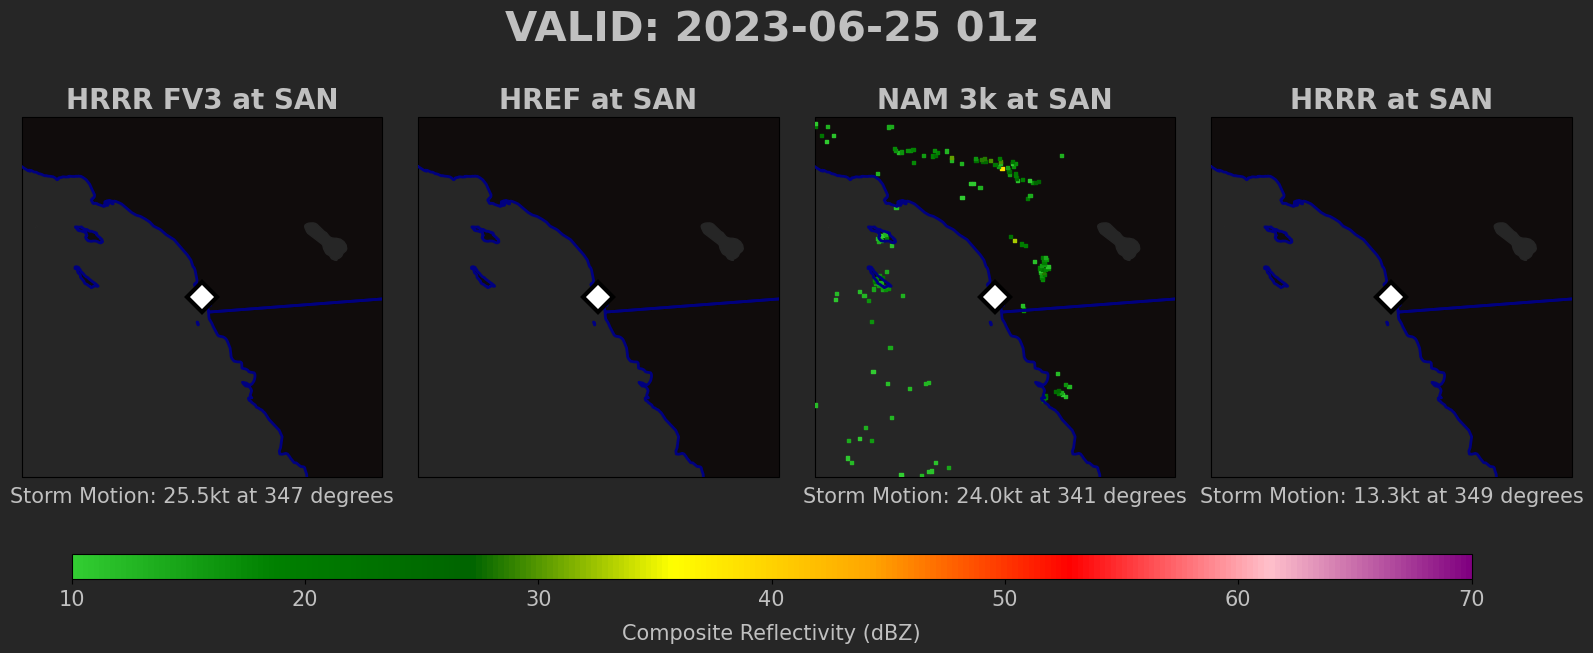 VALID: 2023-06-25 01z
HRRR FV3 at SAN
HREF at SAN
NAM 3k at SAN
HRRR at SAN
Storm Motion: 25.5kt at 347 degrees
Storm Motion: 24.0kt at 341 degrees
Storm Motion: 13.3kt at 349 degrees
10 20 30 40 50 60 70
Composite Reflectivity (dBZ)